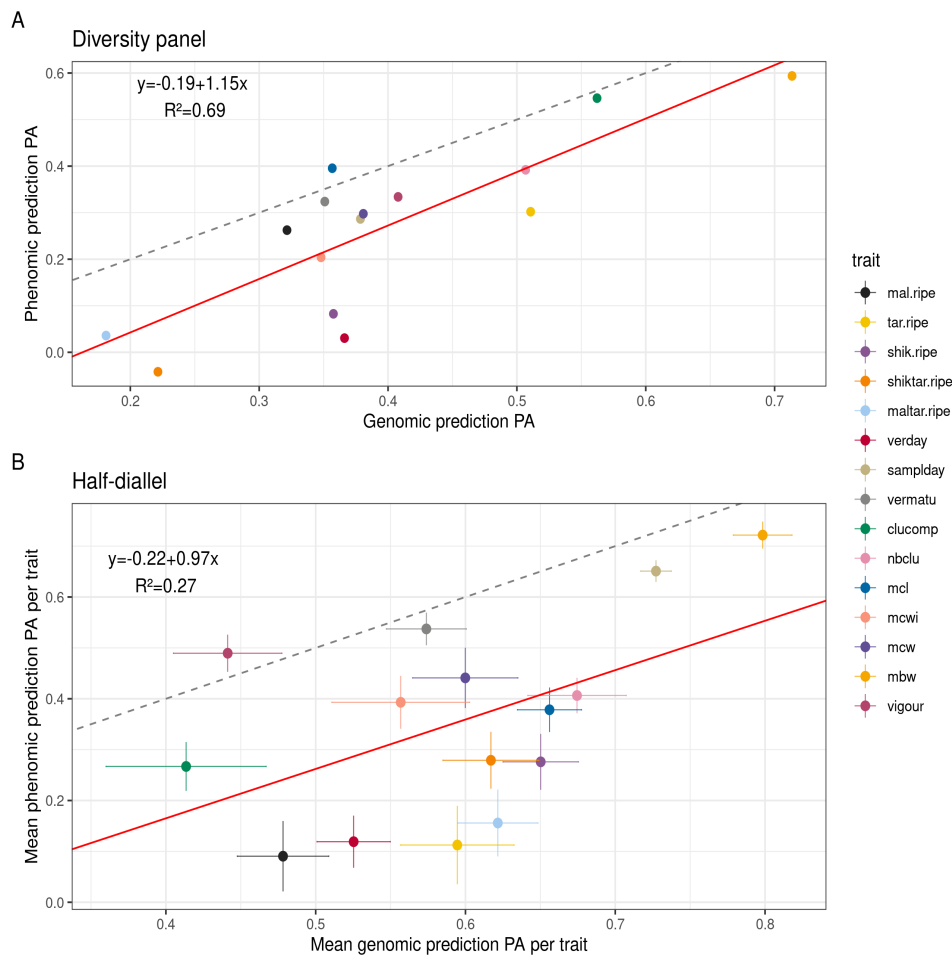 A
Diversity panel
y=-0.19+1.15x
R²=0.69
Phenomic prediction PA
0.6
0.4
0.2
0.0
0.2 0.3 0.4 0.5 0.6 0.7
Genomic prediction PA
B
Half-diallel
y=-0.22+0.97x
R²=0.27
Mean phenomic prediction PA per trait
0.6
0.4
0.2
0.0
0.4 0.5 0.6 0.7 0.8
Mean genomic prediction PA per trait
trait
mal.ripe
tar.ripe
shik.ripe
shiktar.ripe
maltar.ripe
verday
samplday
vermatu
clucomp
nbclu
mcl
mcwi
mcw
mbw
vigour